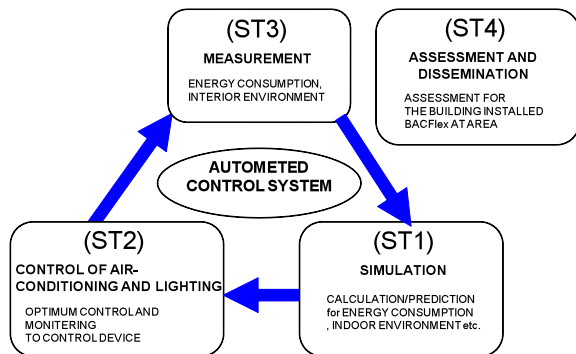 (ST3)
MEASUREMENT
ENERGY CONSUMPTION,
INTERIOR ENVIRONMENT
(ST4)
ASSESSMENT AND
DISSEMINATION
ASSESSMENT FOR
THE BUILDING INSTALLED
BACFlex AT AREA
AUTOMETED
CONTROL SYSTEM
(ST2)
CONTROL OF AIR-
CONDITIONING AND LIGHTING
OPTIMUM CONTROL AND
MONITERING
TO CONTROL DEVICE
(ST1)
SIMULATION
CALCULATION/PREDICTION
for ENERGY CONSUMPTION
, INDOOR ENVIRONMENT etc.